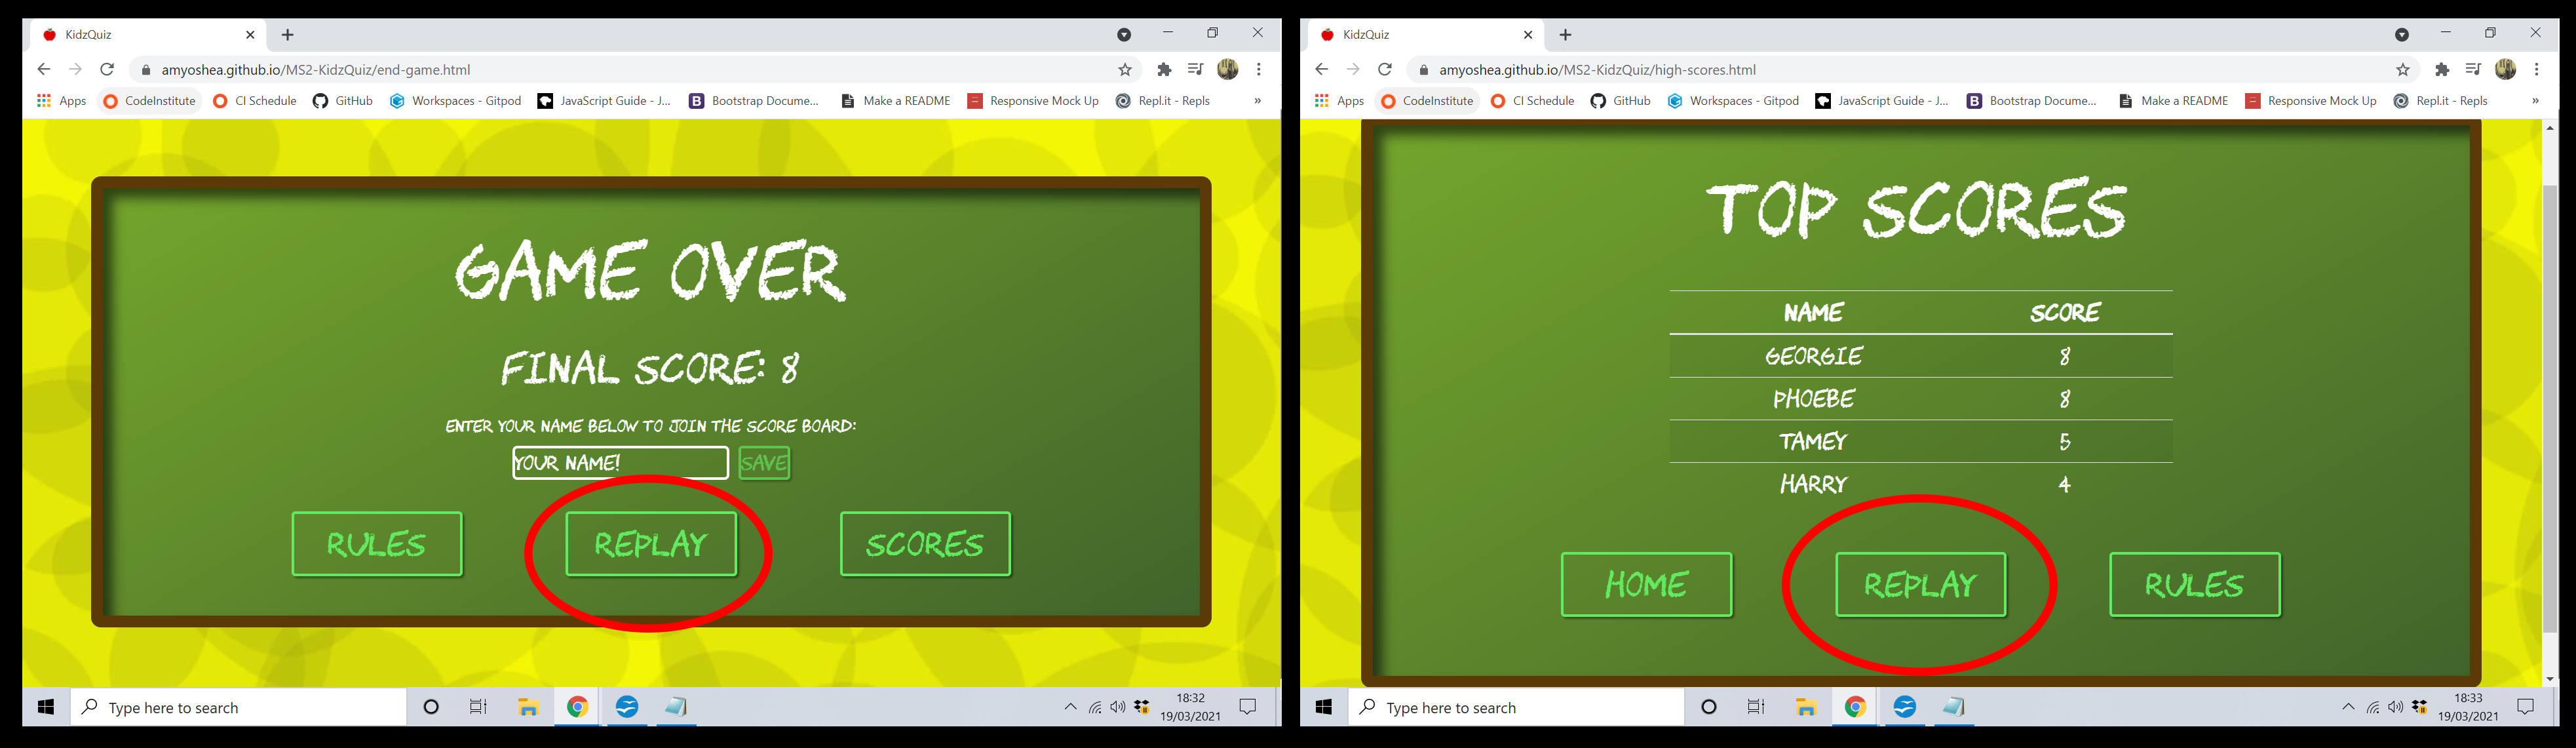 KidzQuiz
amyoshea.github.io/MS2-KidzQuiz/end-game.html
Apps CodeInstitute CI Schedule GitHub Workspaces - Gitpod JavaScript Guide - J... Bootstrap Docume... Make a README Responsive Mock Up Repl.it - Repls »
GAME OVER
FINAL SCORE: 8
ENTER YOUR NAME BELOW TO JOIN THE SCORE BOARD:
YOUR NAME! SAVE
RULES REPLAY SCORES
Type here to search
18:32
19/03/2021
KidzQuiz
amyoshea.github.io/MS2-KidzQuiz/high-scores.html
Apps CodeInstitute CI Schedule GitHub Workspaces - Gitpod JavaScript Guide - J... Bootstrap Docume... Make a README Responsive Mock Up Repl.it - Repls »
TOP SCORES
NAME SCORE
GEORGIE 8
PHOEBE 8
TAMEY 5
HARRY 4
HOME REPLAY RULES
Type here to search
18:33
19/03/2021